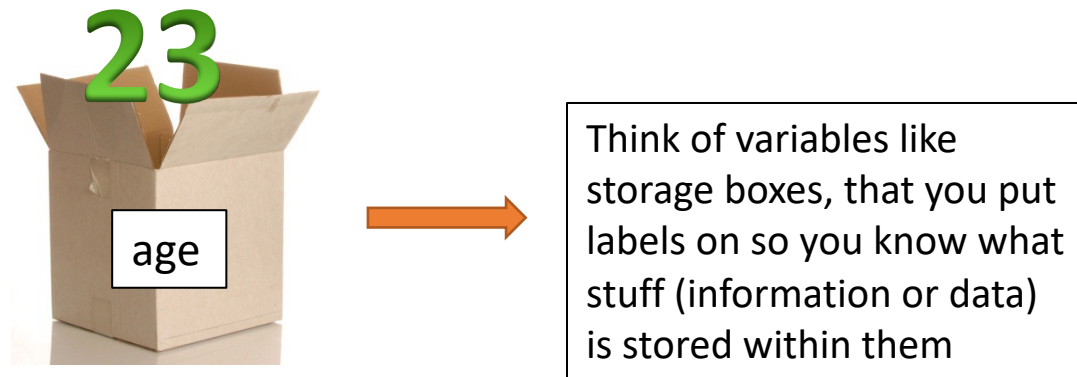 23
age
Think of variables like
storage boxes, that you put
labels on so you know what
stuff (information or data)
is stored within them